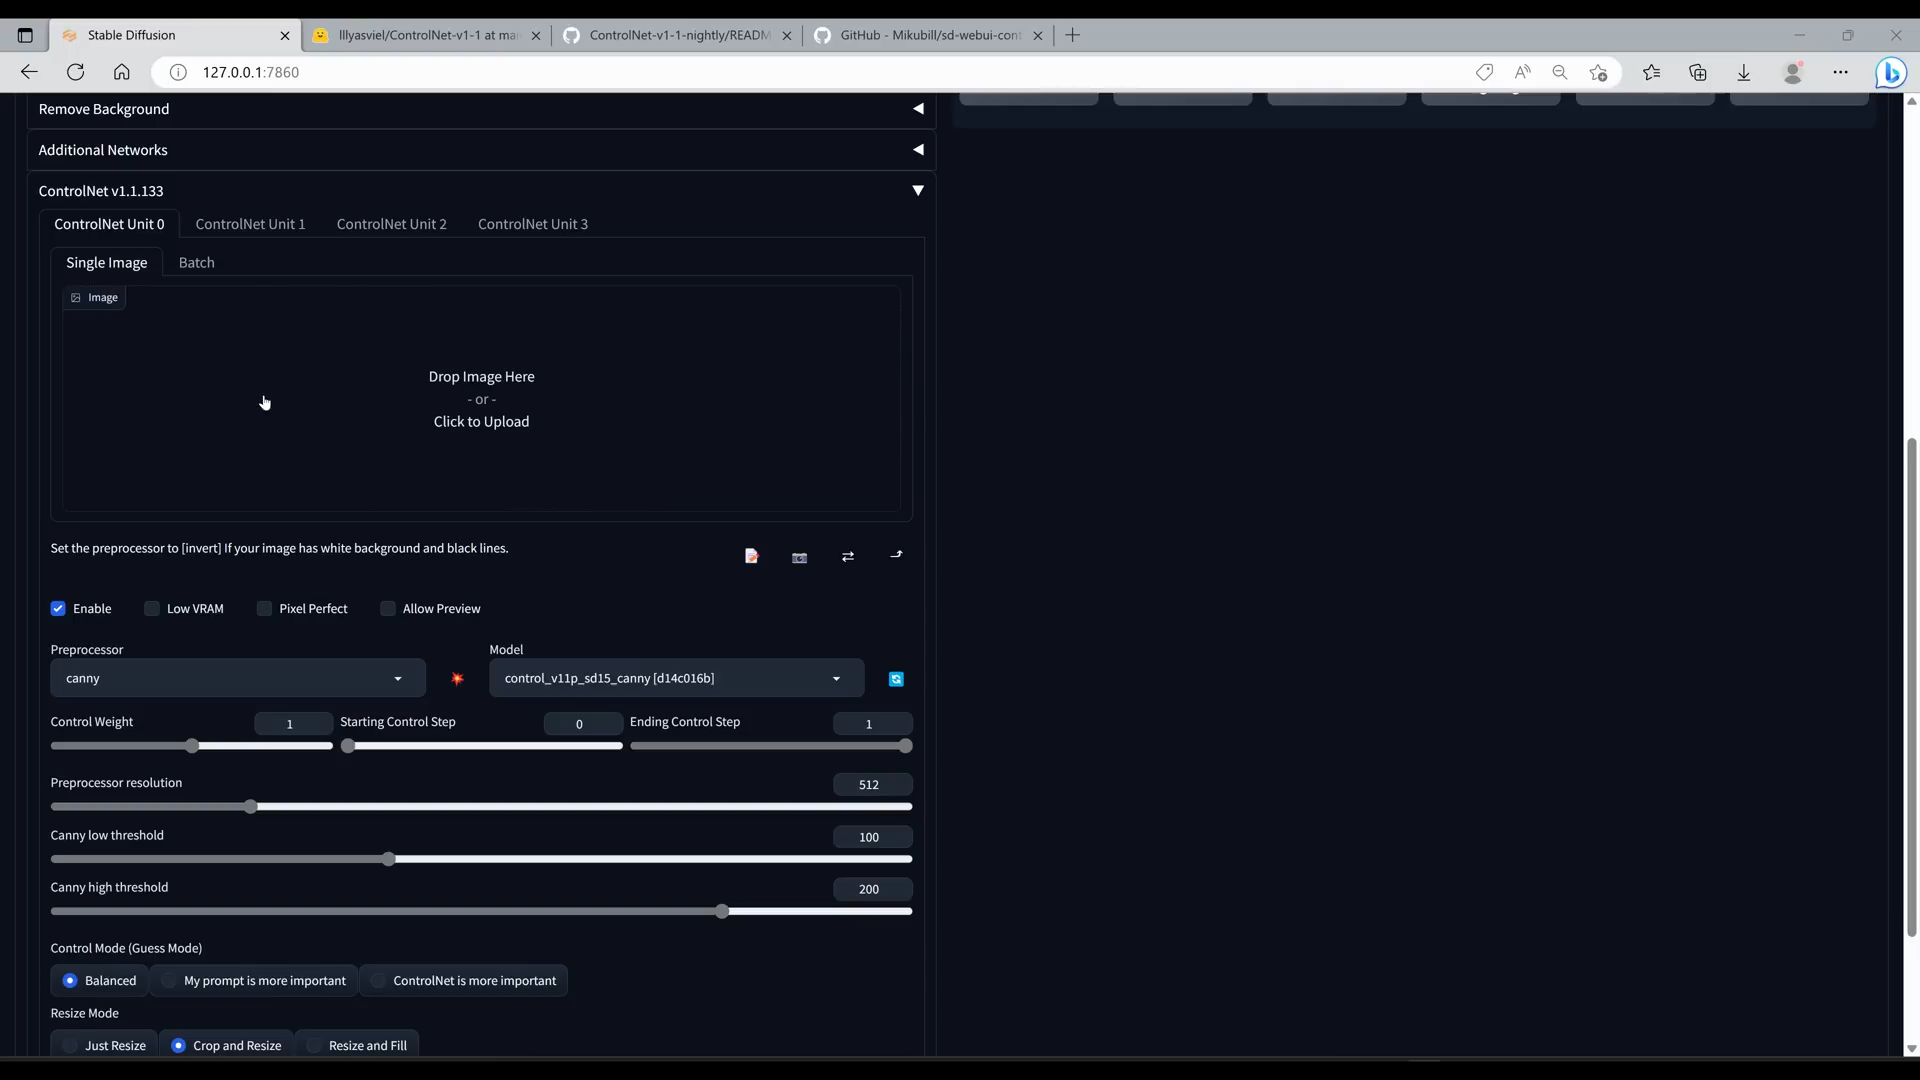 Stable Diffusion
lllyasviel/ControlNet-v1-1 at mai
ControlNet-v1-1-nightly/READM
GitHub - Mikubill/sd-webui-cont
127.0.0.1:7860
Remove Background
Additional Networks
ControlNet v1.1.133
ControlNet Unit 0
ControlNet Unit 1
ControlNet Unit 2
ControlNet Unit 3
Single Image
Batch
Image
Drop Image Here
- or -
Click to Upload
Set the preprocessor to [invert] If your image has white background and black lines.
Enable
Low VRAM
Pixel Perfect
Allow Preview
Preprocessor
Model
canny
control_v11p_sd15_canny [d14c016b]
Control Weight
1
Starting Control Step
0
Ending Control Step
1
Preprocessor resolution
512
Canny low threshold
100
Canny high threshold
200
Control Mode (Guess Mode)
Balanced
My prompt is more important
ControlNet is more important
Resize Mode
Just Resize
Crop and Resize
Resize and Fill